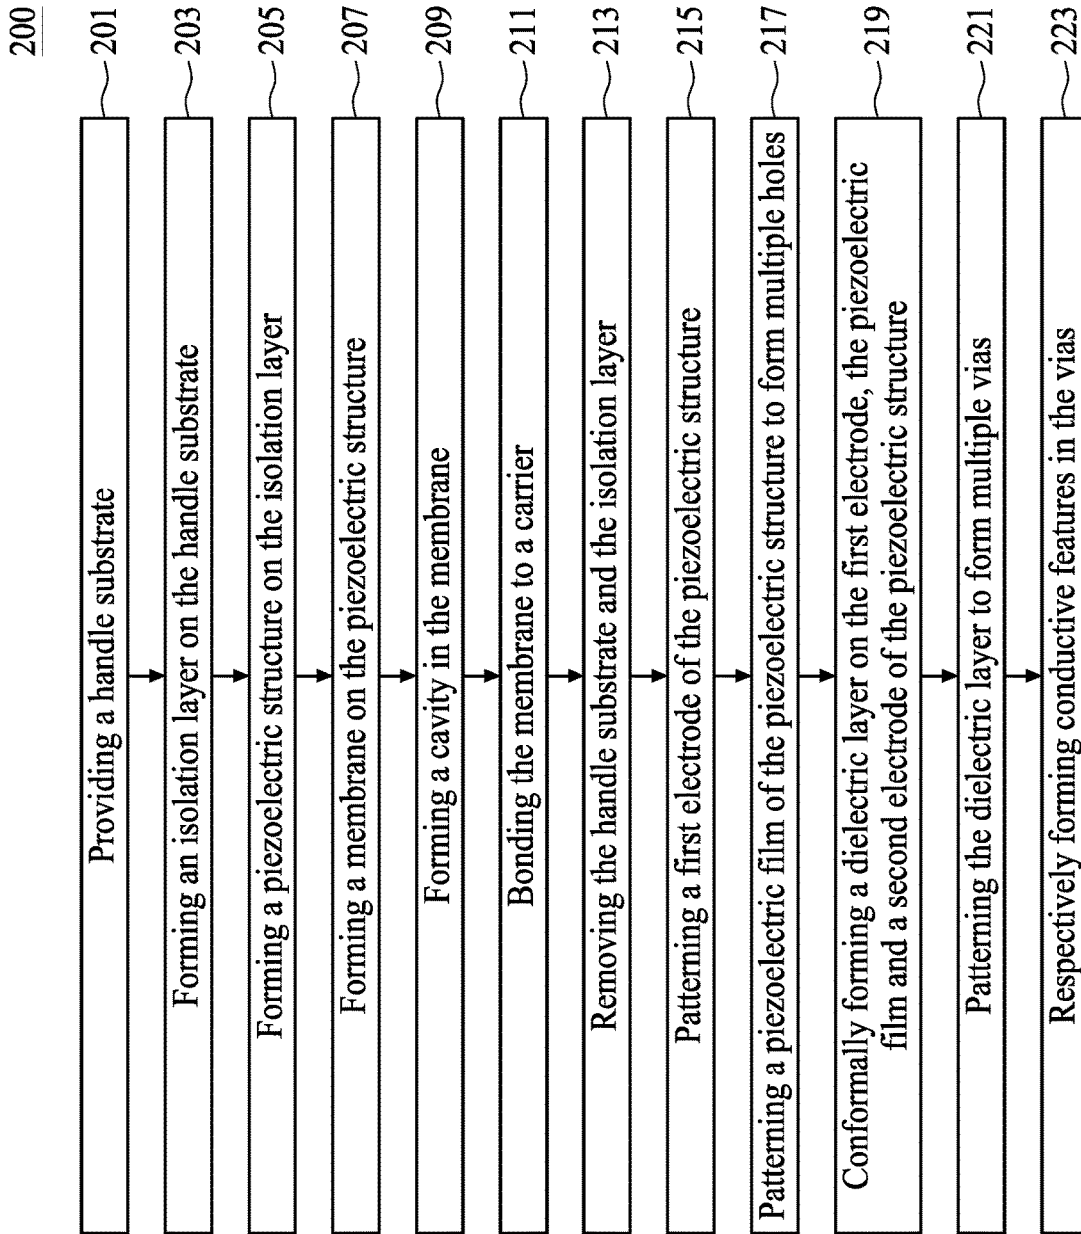 200
201
Providing a handle substrate
203
Forming an isolation layer on the handle substrate
205
Forming a piezoelectric structure on the isolation layer
207
Forming a membrane on the piezoelectric structure
209
Forming a cavity in the membrane
211
Bonding the membrane to a carrier
213
Removing the handle substrate and the isolation layer
215
Patterning a first electrode of the piezoelectric structure
217
Patterning a piezoelectric film of the piezoelectric structure to form multiple holes
219
Conformally forming a dielectric layer on the first electrode, the piezoelectric
film and a second electrode of the piezoelectric structure
221
Patterning the dielectric layer to form multiple vias
223
Respectively forming conductive features in the vias